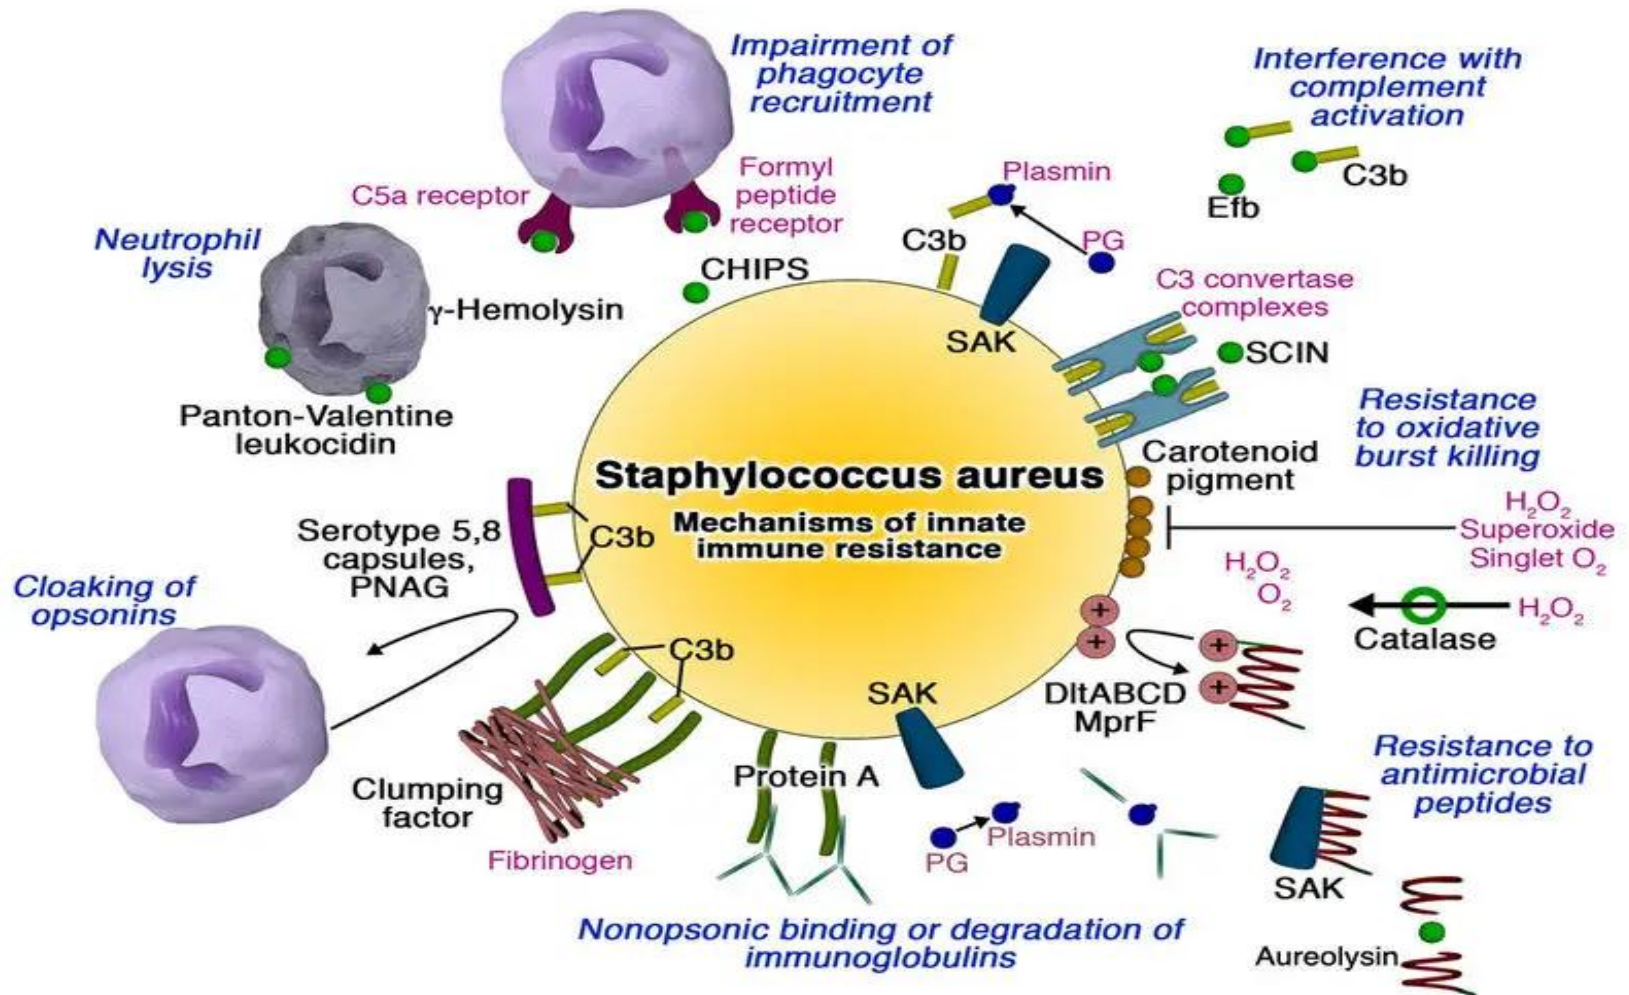 Impairment of
phagocyte
recruitment
Interference with
complement
activation
C3b
Efb
Plasmin
C3b
PG
SAK
C5a receptor
Formyl
peptide
receptor
CHIPS
Neutrophil
lysis
γ-Hemolysin
Panton-Valentine
leukocidin
C3 convertase
complexes
SCIN
Resistance
to oxidative
burst killing
Carotenoid
pigment
H₂O₂
Superoxide
Singlet O₂
H₂O₂
O₂
H₂O₂
Catalase
Staphylococcus aureus
Mechanisms of innate
immune resistance
Serotype 5,8
capsules,
PNAG
C3b
Cloaking of
opsonins
C3b
Clumping
factor
Fibrinogen
Protein A
SAK
PG
Plasmin
+
+
+
+
DltABCD
MprF
Resistance to
antimicrobial
peptides
SAK
Aureolysin
Nonopsonic binding or degradation of
immunoglobulins